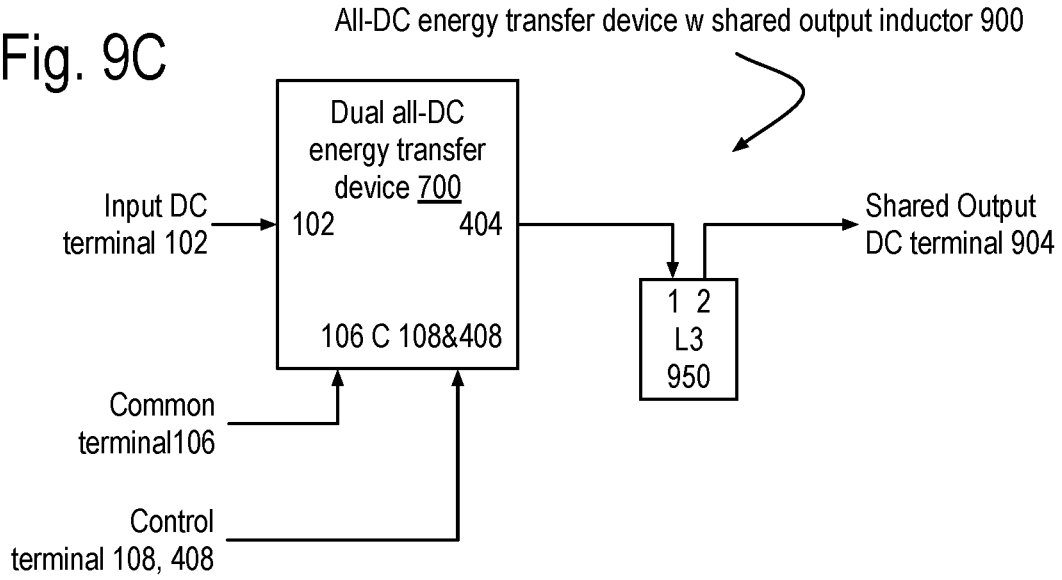 All-DC energy transfer device w shared output inductor 900
Fig. 9C
Dual all-DC
energy transfer
device 700
Input DC
terminal 102
102
404
Shared Output
DC terminal 904
1 2
L3
950
106 C 108&408
Common
terminal106
Control
terminal 108, 408